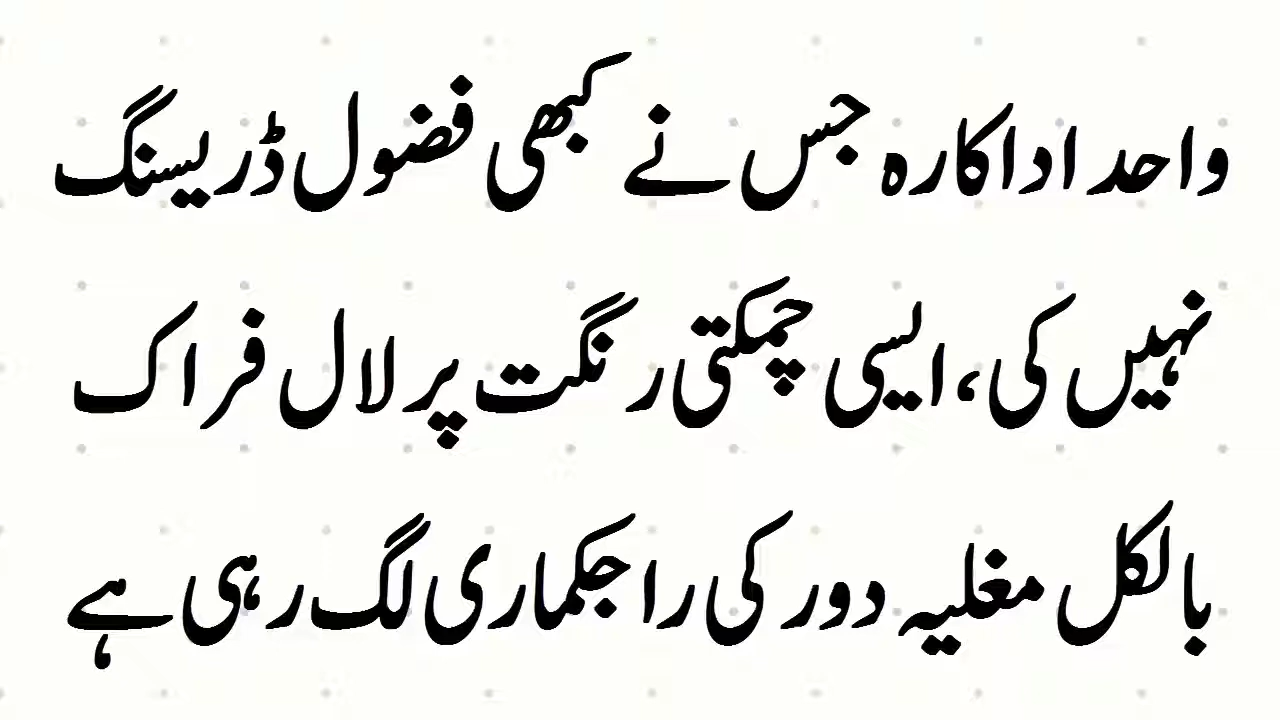 واحد اداکارہ جس نے کبھی فضول ڈریسنگ
نہیں کی، ایسی چمکتی رنگت پر لال فراک
بالکل مغلیہ دور کی راجکماری لگ رہی ہے